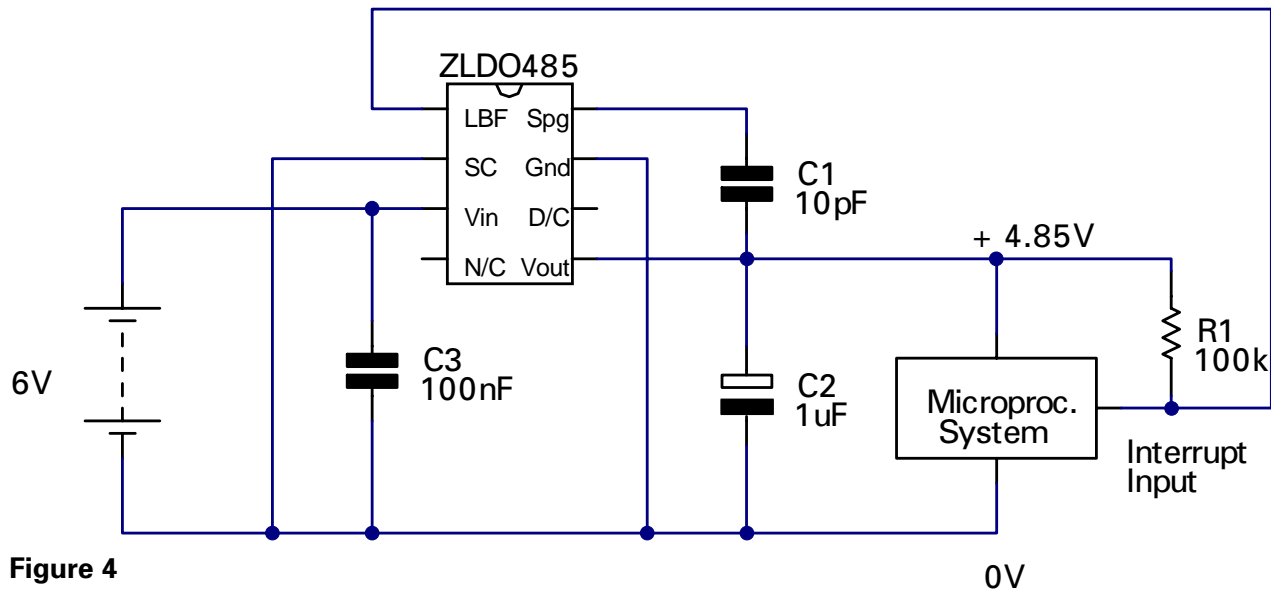 ZLDO485
LBF Spg
SC Gnd
Vin D/C
N/C Vout
C1
10pF
+ 4.85V
R1
100k
C3
100nF
C2
1uF
6V
Microproc.
System
Interrupt
Input
Figure 4
0V